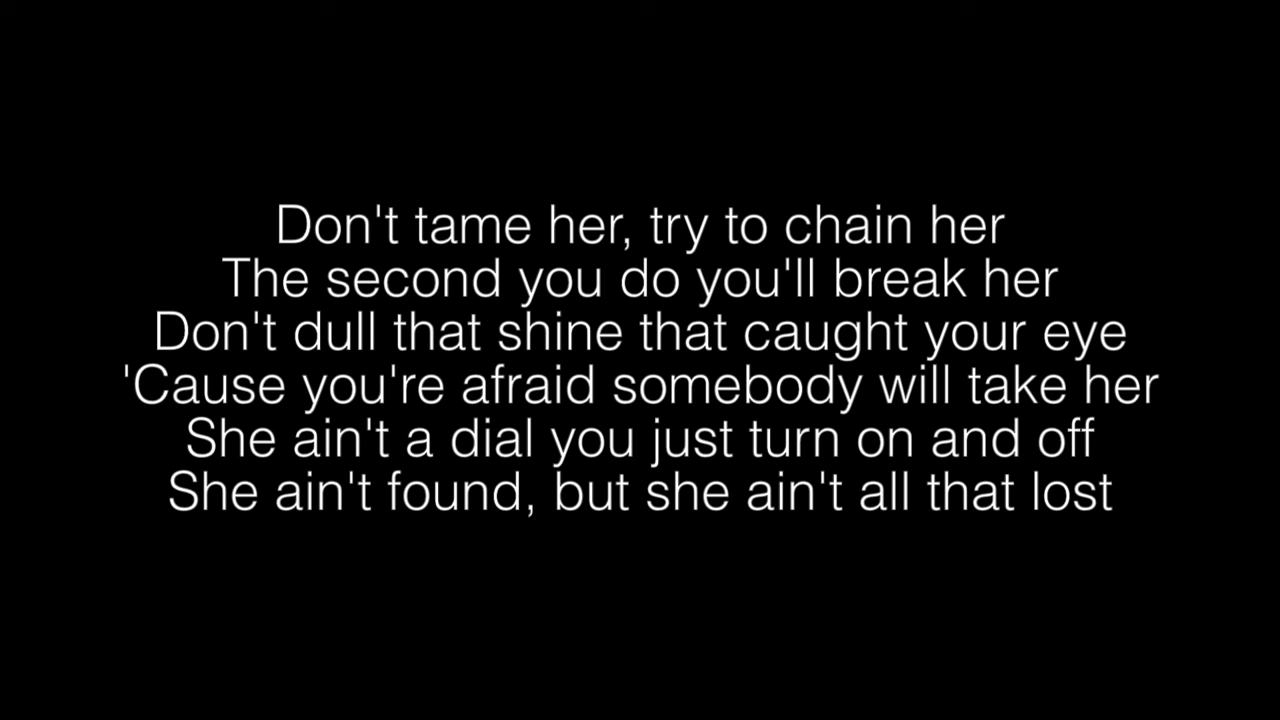 Don't tame her, try to chain her
The second you do you'll break her
Don't dull that shine that caught your eye
'Cause you're afraid somebody will take her
She ain't a dial you just turn on and off
She ain't found, but she ain't all that lost